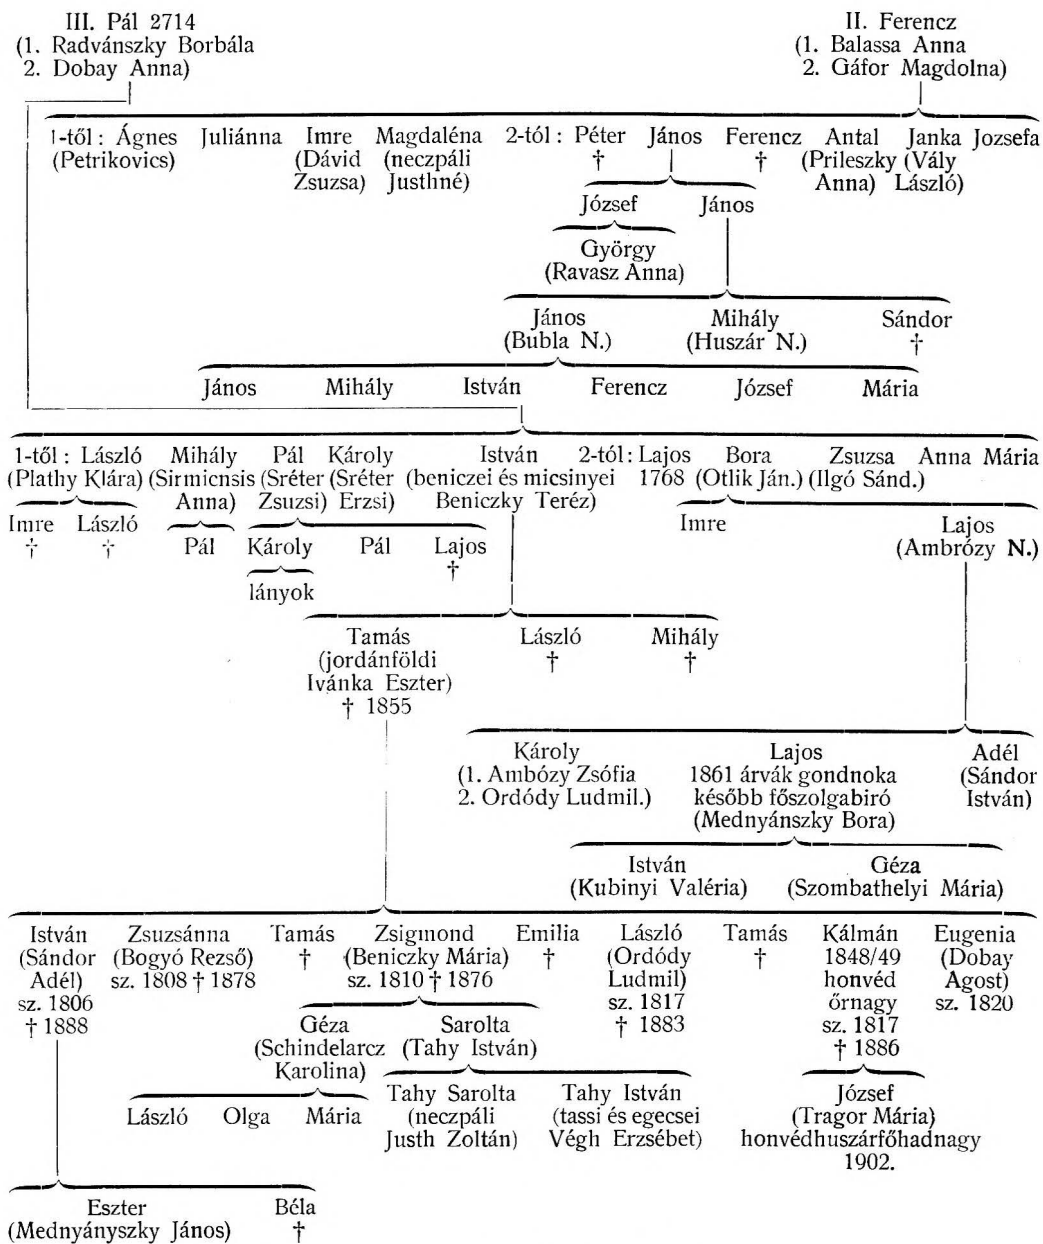 III. Pál 2714 II. Ferencz
(1. Radvánszky Borbála (1. Balassa Anna
2. Dobay Anna) 2. Gáfor Magdolna)
1-től: Ágnes Juliánna Imre Magdaléna 2-tól: Péter János Ferencz Antal Janka Jozsefa
(Petrikovics) (Dávid (neczpáli † † (Prileszky (Vály
Zsuzsa) Justhné) Anna) László)
József János
György
(Ravasz Anna)
János Mihály Sándor
(Bubla N.) (Huszár N.) †
János Mihály István Ferencz József Mária
1-től: László Mihály Pál Károly István 2-tól: Lajos Bora Zsuzsa Anna Mária
(Plathy Klára) (Sirmicnsis (Sréter (Sréter (beniczei és micsinyei 1768 (Otlik Ján.) (Ilgó Sánd.)
Anna) Zsuzsi) Erzsi) Beniczky Teréz)
Imre László Imre Lajos
† † Pál Károly Pál Lajos (Ambrózy N.)
†
lányok
Tamás László Mihály
(jordánföldi † †
Ivánka Eszter)
† 1855
Károly Lajos Adél
(1. Ambózy Zsófia 1861 árvák gondnoka (Sándor
2. Ordódy Ludmil.) később főszolgabiró István)
(Mednyánszky Bora)
István Géza
(Kubinyi Valéria) (Szombathelyi Mária)
István Zsuzsánna Tamás Zsigmond Emilia László Tamás Kálmán Eugenia
(Sándor (Bogyó Rezső) † (Beniczky Mária) † (Ordódy † 1848/49 (Dobay
Adél) sz. 1808 † 1878 sz. 1810 † 1876 Ludmil) honvéd Agost)
sz. 1806 sz. 1817 őrnagy sz. 1820
† 1888 † 1883 sz. 1817
† 1886
Géza Sarolta
(Schindelarcz (Tahy István)
Karolina)
László Olga Mária Tahy Sarolta Tahy István József
(neczpáli (tassi és egecsei (Tragor Mária)
Justh Zoltán) Végh Erzsébet) honvédhuszárfőhadnagy
1902.
Eszter Béla
(Mednyányszky János) †